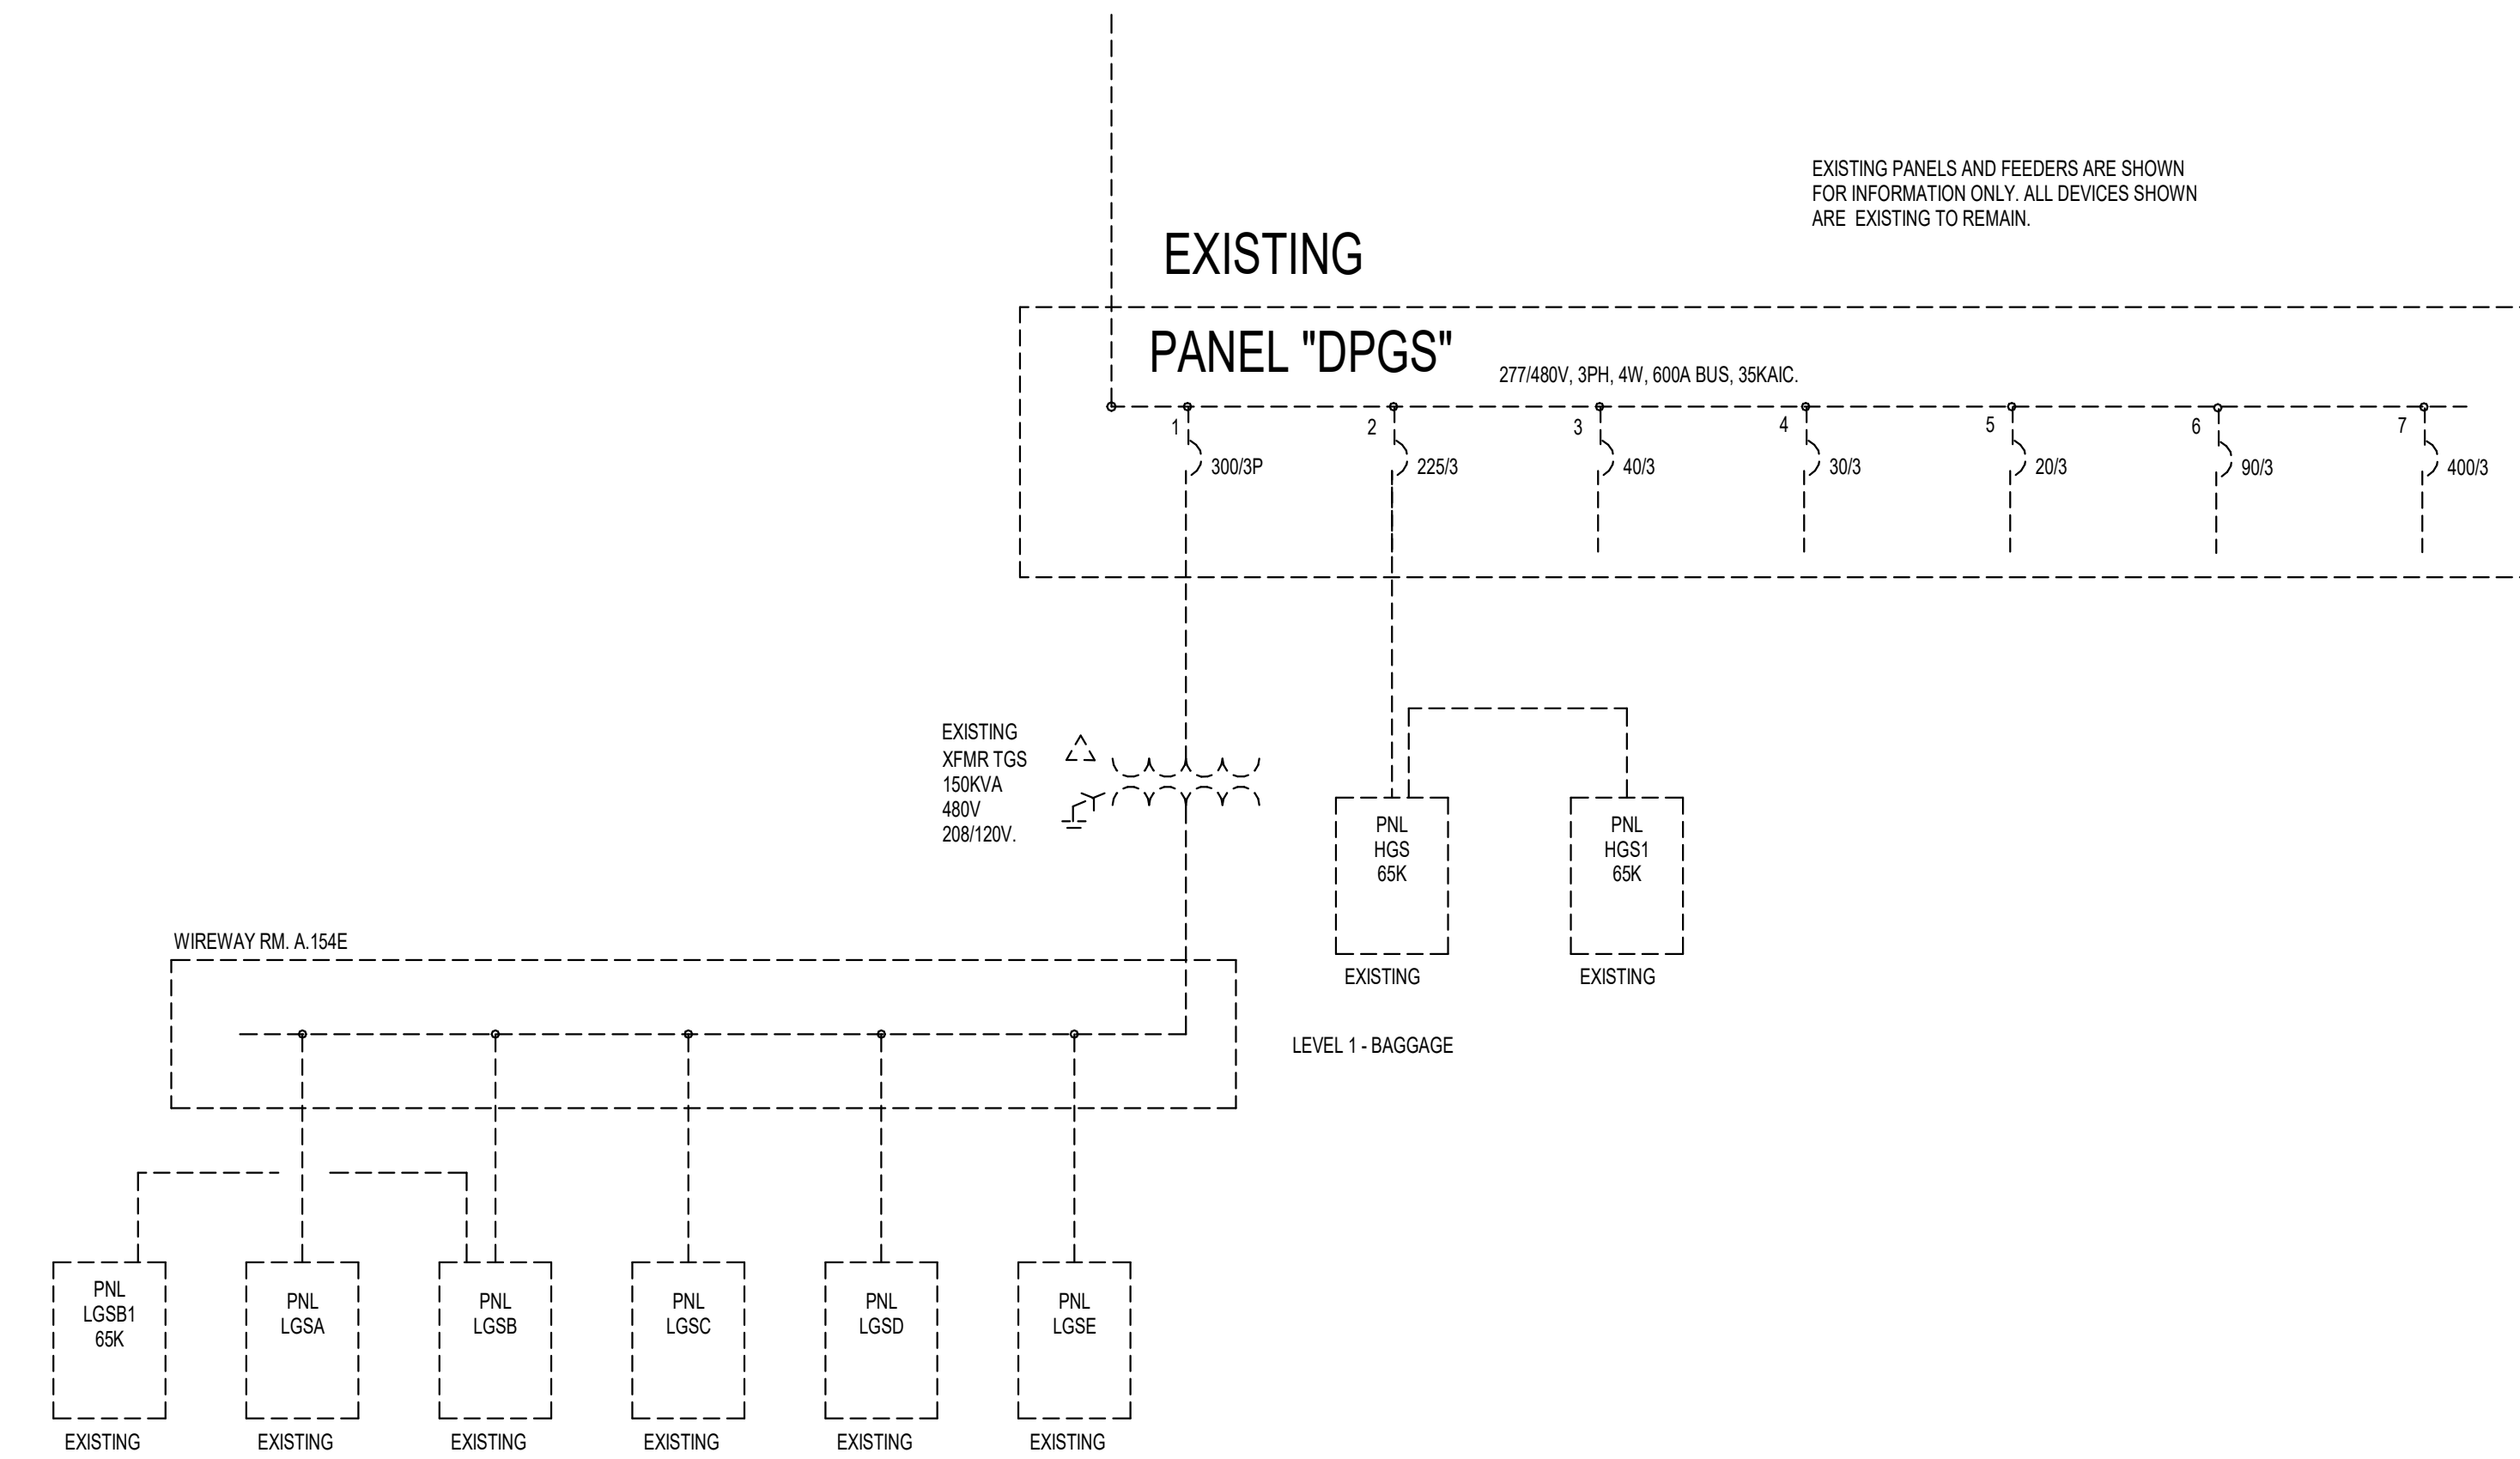 EXISTING PANELS AND FEEDERS ARE SHOWN
FOR INFORMATION ONLY. ALL DEVICES SHOWN
ARE EXISTING TO REMAIN.
EXISTING
PANEL "DPGS"
277/480V, 3PH, 4W, 600A BUS, 35KAIC.
1
300/3P
2
225/3
3
40/3
4
30/3
5
20/3
6
90/3
7
400/3
EXISTING
XFMR TGS
150KVA
480V
208/120V.
PNL
HGS
65K
EXISTING
PNL
HGS1
65K
EXISTING
WIREWAY RM. A.154E
LEVEL 1 - BAGGAGE
PNL
LGSB1
65K
EXISTING
PNL
LGSA
EXISTING
PNL
LGSB
EXISTING
PNL
LGSC
EXISTING
PNL
LGSD
EXISTING
PNL
LGSE
EXISTING